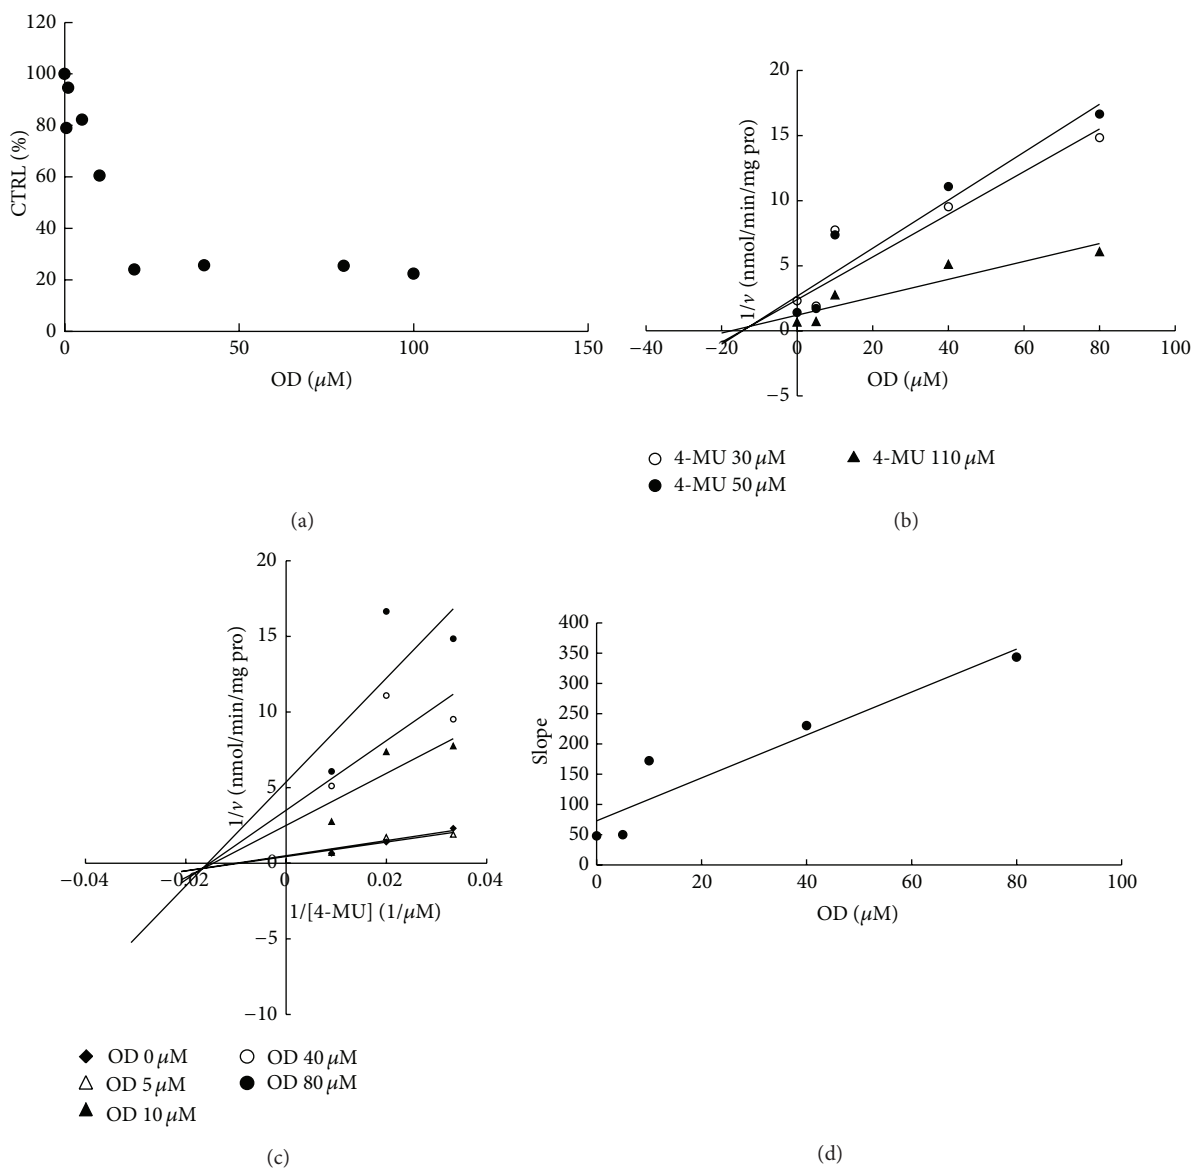 120
100
80
60
40
20
0
CTRL (%)
0
50
100
150
OD (μM)
(a)
20
15
10
5
0
−5
1/v (nmol/min/mg pro)
−40
−20
0
20
40
60
80
100
OD (μM)
4-MU 30 μM
4-MU 110 μM
4-MU 50 μM
(b)
20
15
10
5
0
−5
−10
1/v (nmol/min/mg pro)
−0.04
−0.02
0
0.02
0.04
1/[4-MU] (1/μM)
OD 0 μM
OD 40 μM
OD 5 μM
OD 80 μM
OD 10 μM
(c)
400
350
300
250
200
150
100
50
0
Slope
0
20
40
60
80
100
OD (μM)
(d)